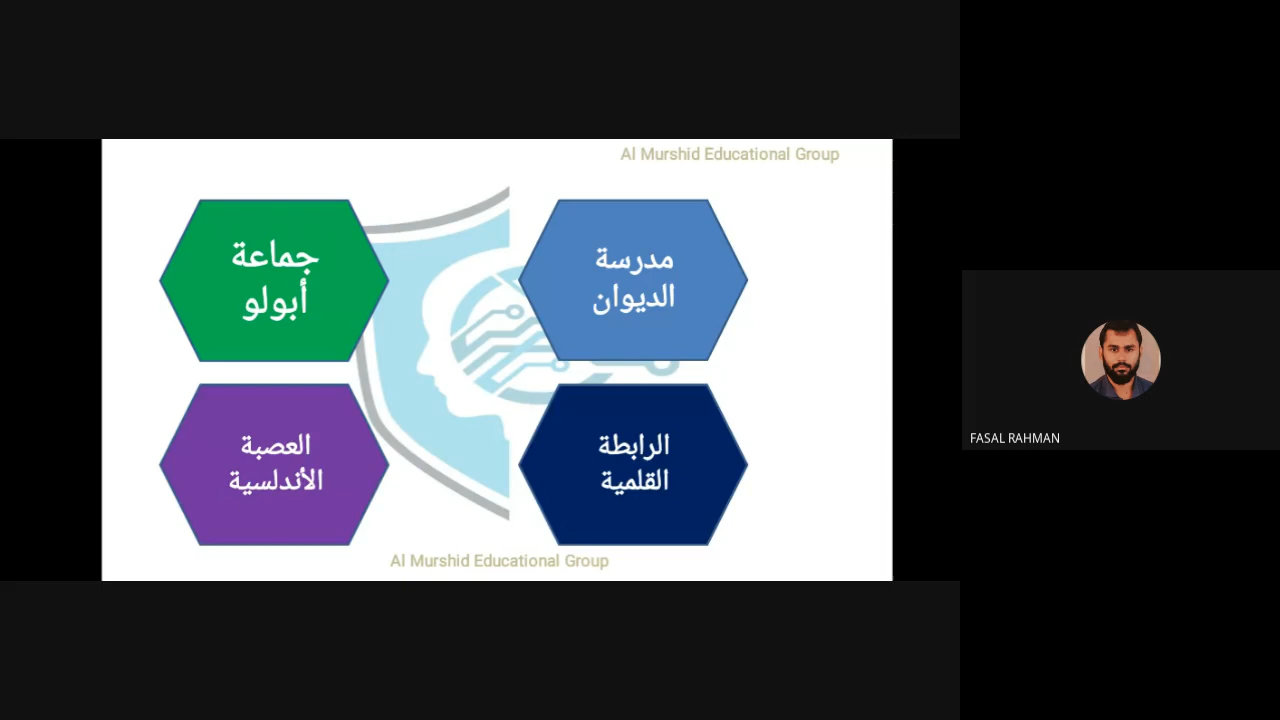 Al Murshid Educational Group
مدرسة
الديوان
جماعة
أبولو
الرابطة
القلمية
العصبة
الأندلسية
Al Murshid Educational Group
FASAL RAHMAN